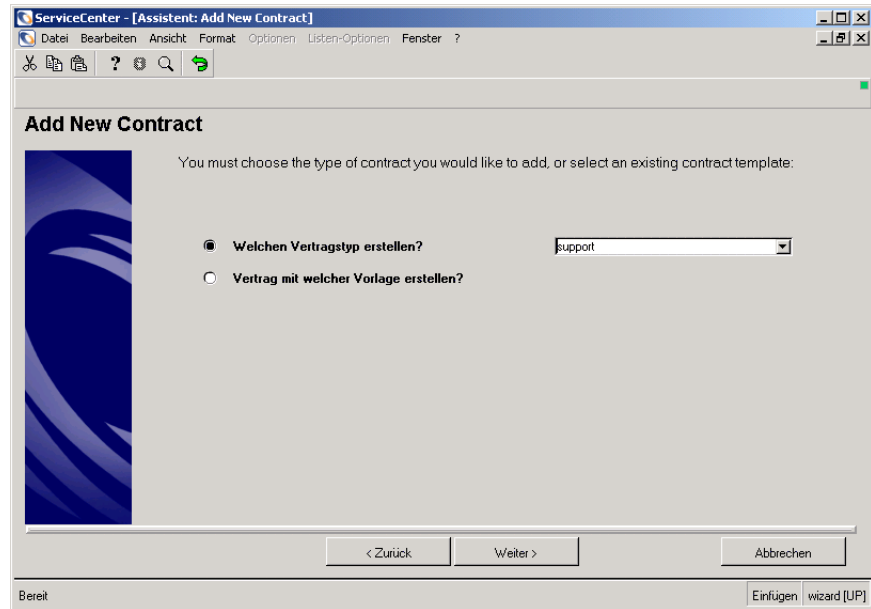 ServiceCenter - [Assistent: Add New Contract]
Datei Bearbeiten Ansicht Format Optionen Listen-Optionen Fenster ?
Add New Contract
You must choose the type of contract you would like to add, or select an existing contract template:
Welchen Vertragstyp erstellen? support
Vertrag mit welcher Vorlage erstellen?
< Zurück Weiter > Abbrechen
Bereit Einfügen wizard [UP]